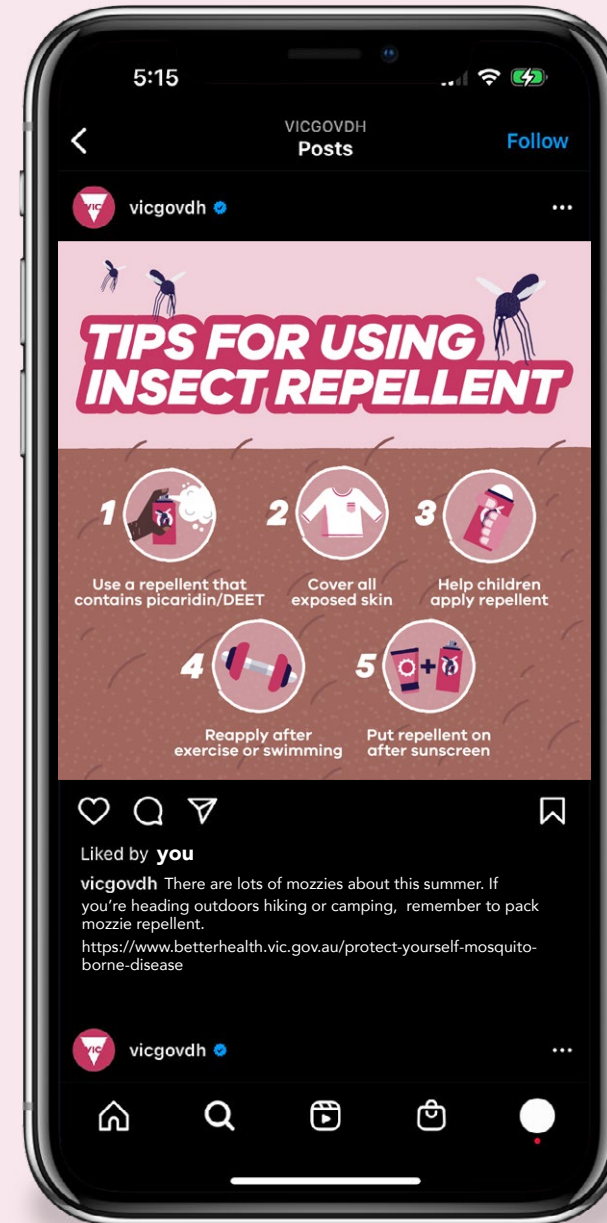 5:15
VICGOVDH
Posts
Follow
VIC
vicgovdh
TIPS FOR USING
INSECT REPELLENT
1
Use a repellent that
contains picaridin/DEET
2
Cover all
exposed skin
3
Help children
apply repellent
4
Reapply after
exercise or swimming
5
+
Put repellent on
after sunscreen
Liked by you
vicgovdh There are lots of mozzies about this summer. If
you're heading outdoors hiking or camping, remember to pack
mozzie repellent.
https://www.betterhealth.vic.gov.au/protect-yourself-mosquito-
borne-disease
VIC
vicgovdh